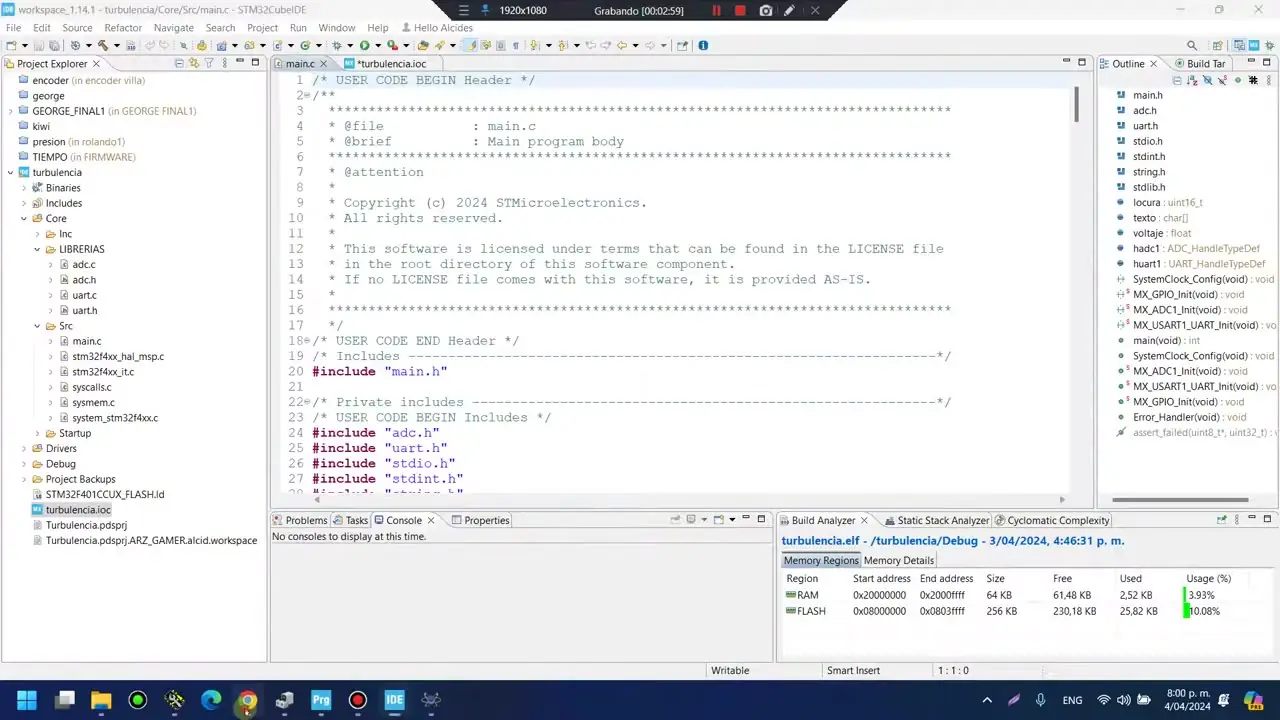 workspace_1.14.1 - turbulencia/Core/Src/main.c - STM32CubeIDE
1920x1080
Grabando [00:02:59]
File Edit Source Refactor Navigate Search Project Run Window Help Hello Alcides
Project Explorer
encoder (in encoder villa)
george
GEORGE_FINAL1 (in GEORGE FINAL1)
kiwi
presion (in rolando1)
TIEMPO (in FIRMWARE)
turbulencia
Binaries
Includes
Core
Inc
LIBRERIAS
adc.c
adc.h
uart.c
uart.h
Src
main.c
stm32f4xx_hal_msp.c
stm32f4xx_it.c
syscalls.c
sysmem.c
system_stm32f4xx.c
Startup
Drivers
Debug
Project Backups
STM32F401CCUX_FLASH.ld
turbulencia.ioc
Turbulencia.pdsprj
Turbulencia.pdsprj.ARZ_GAMER.alcid.workspace
main.c
*turbulencia.ioc
1 /* USER CODE BEGIN Header */
2 /**
3 ******************************************************************************
4 * @file : main.c
5 * @brief : Main program body
6 ******************************************************************************
7 * @attention
8 *
9 * Copyright (c) 2024 STMicroelectronics.
10 * All rights reserved.
11 *
12 * This software is licensed under terms that can be found in the LICENSE file
13 * in the root directory of this software component.
14 * If no LICENSE file comes with this software, it is provided AS-IS.
15 *
16 ******************************************************************************
17 */
18 /* USER CODE END Header */
19 /* Includes ------------------------------------------------------------------*/
20 #include "main.h"
21
22 /* Private includes ----------------------------------------------------------*/
23 /* USER CODE BEGIN Includes */
24 #include "adc.h"
25 #include "uart.h"
26 #include "stdio.h"
27 #include "stdint.h"
28 #include "string.h"
Outline
Build Tar
main.h
adc.h
uart.h
stdio.h
stdint.h
string.h
stdlib.h
locura : uint16_t
texto : char[]
voltaje : float
hadc1 : ADC_HandleTypeDef
huart1 : UART_HandleTypeDef
SystemClock_Config(void) : void
MX_GPIO_Init(void) : void
MX_ADC1_Init(void) : void
MX_USART1_UART_Init(void) : vo
main(void) : int
SystemClock_Config(void) : void
MX_ADC1_Init(void) : void
MX_USART1_UART_Init(void) : vo
MX_GPIO_Init(void) : void
Error_Handler(void) : void
assert_failed(uint8_t*, uint32_t) :
Problems Tasks Console Properties
No consoles to display at this time.
Build Analyzer Static Stack Analyzer Cyclomatic Complexity
turbulencia.elf - /turbulencia/Debug - 3/04/2024, 4:46:31 p. m.
Memory Regions Memory Details
Region Start address End address Size Free Used Usage (%)
RAM 0x20000000 0x2000ffff 64 KB 61,48 KB 2,52 KB 3.93%
FLASH 0x08000000 0x0803ffff 256 KB 230,18 KB 25,82 KB 10.08%
Writable Smart Insert 1 : 1 : 0
Prg
IDE
ENG
8:00 p. m.
4/04/2024